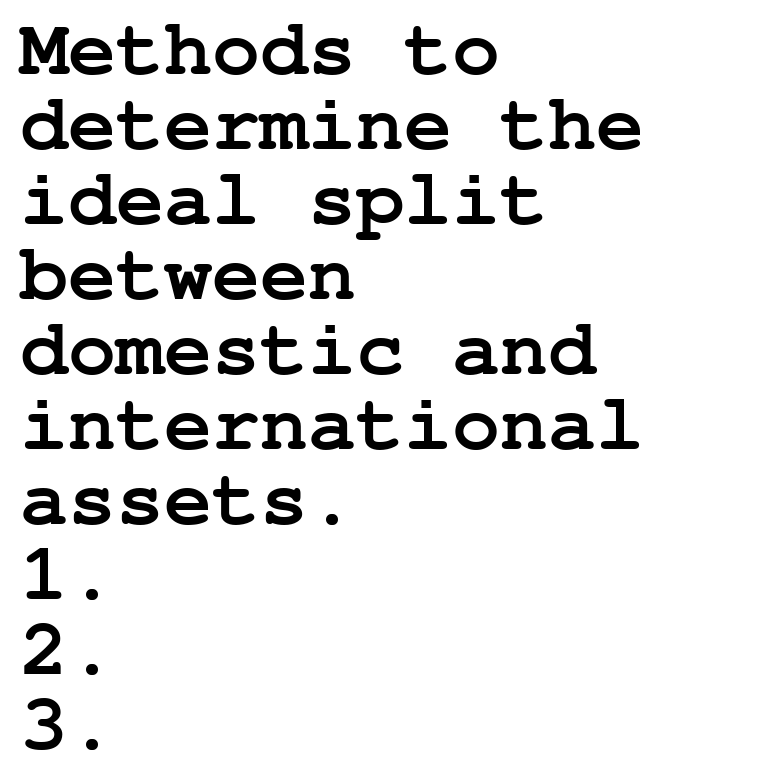 Methods to
determine the
ideal split
between
domestic and
international
assets.
1.
2.
3.